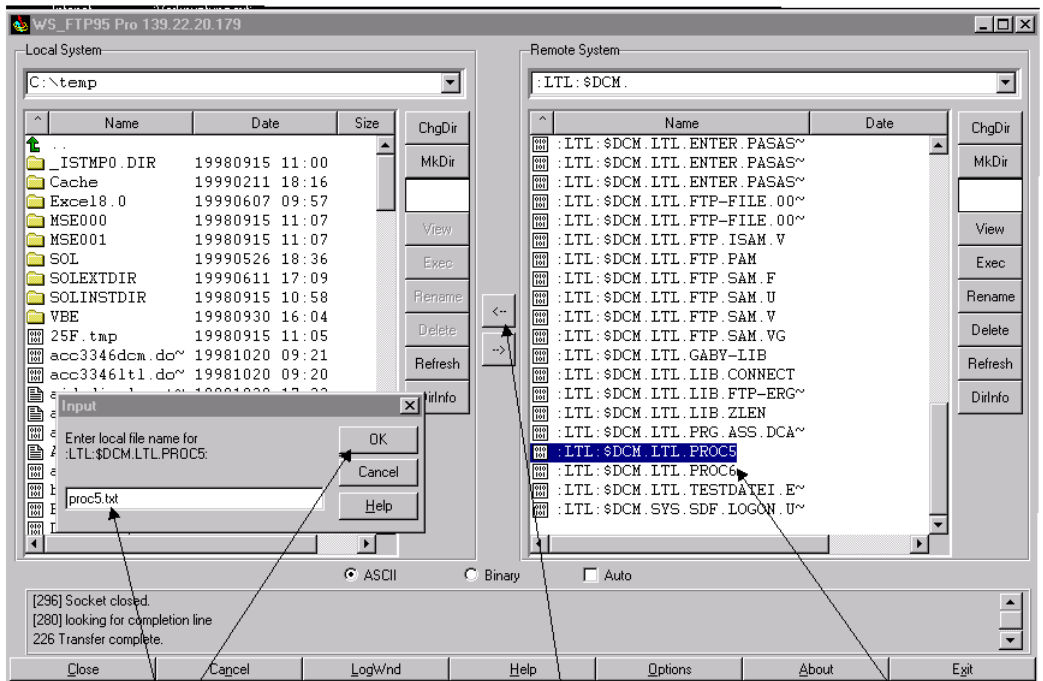 WS_FTP95 Pro 139.22.20.179
Local System
C:\temp
^ Name Date Size
..
_ISTMP0.DIR 19980915 11:00
Cache 19990211 18:16
Excel8.0 19990607 09:57
MSE000 19980915 11:07
MSE001 19980915 11:07
SOL 19990526 18:36
SOLEXTDIR 19990611 17:09
SOLINSTDIR 19980915 10:58
VBE 19980930 16:04
25F.tmp 19980915 11:05
acc3346dcm.do~ 19981020 09:21
acc3346ltl.do~ 19981020 09:20
ChgDir
MkDir
View
Exec
Rename
Delete
Refresh
DirInfo
<--
-->
Remote System
:LTL:$DCM.
^ Name Date
:LTL:$DCM.LTL.ENTER.PASAS~
:LTL:$DCM.LTL.ENTER.PASAS~
:LTL:$DCM.LTL.ENTER.PASAS~
:LTL:$DCM.LTL.FTP-FILE.00~
:LTL:$DCM.LTL.FTP-FILE.00~
:LTL:$DCM.LTL.FTP.ISAM.V
:LTL:$DCM.LTL.FTP.PAM
:LTL:$DCM.LTL.FTP.SAM.F
:LTL:$DCM.LTL.FTP.SAM.U
:LTL:$DCM.LTL.FTP.SAM.V
:LTL:$DCM.LTL.FTP.SAM.VG
:LTL:$DCM.LTL.GABY-LIB
:LTL:$DCM.LTL.LIB.CONNECT
:LTL:$DCM.LTL.LIB.FTP-ERG~
:LTL:$DCM.LTL.LIB.ZLEN
:LTL:$DCM.LTL.PRG.ASS.DCA~
:LTL:$DCM.LTL.PROC5
:LTL:$DCM.LTL.PROC6
:LTL:$DCM.LTL.TESTDATEI.E~
:LTL:$DCM.SYS.SDF.LOGON.U~
ChgDir
MkDir
View
Exec
Rename
Delete
Refresh
DirInfo
Input
Enter local file name for
:LTL:$DCM.LTL.PROC5:
proc5.txt
OK
Cancel
Help
ASCII Binary Auto
[296] Socket closed.
[280] looking for completion line
226 Transfer complete.
Close Cancel LogWnd Help Options About Exit